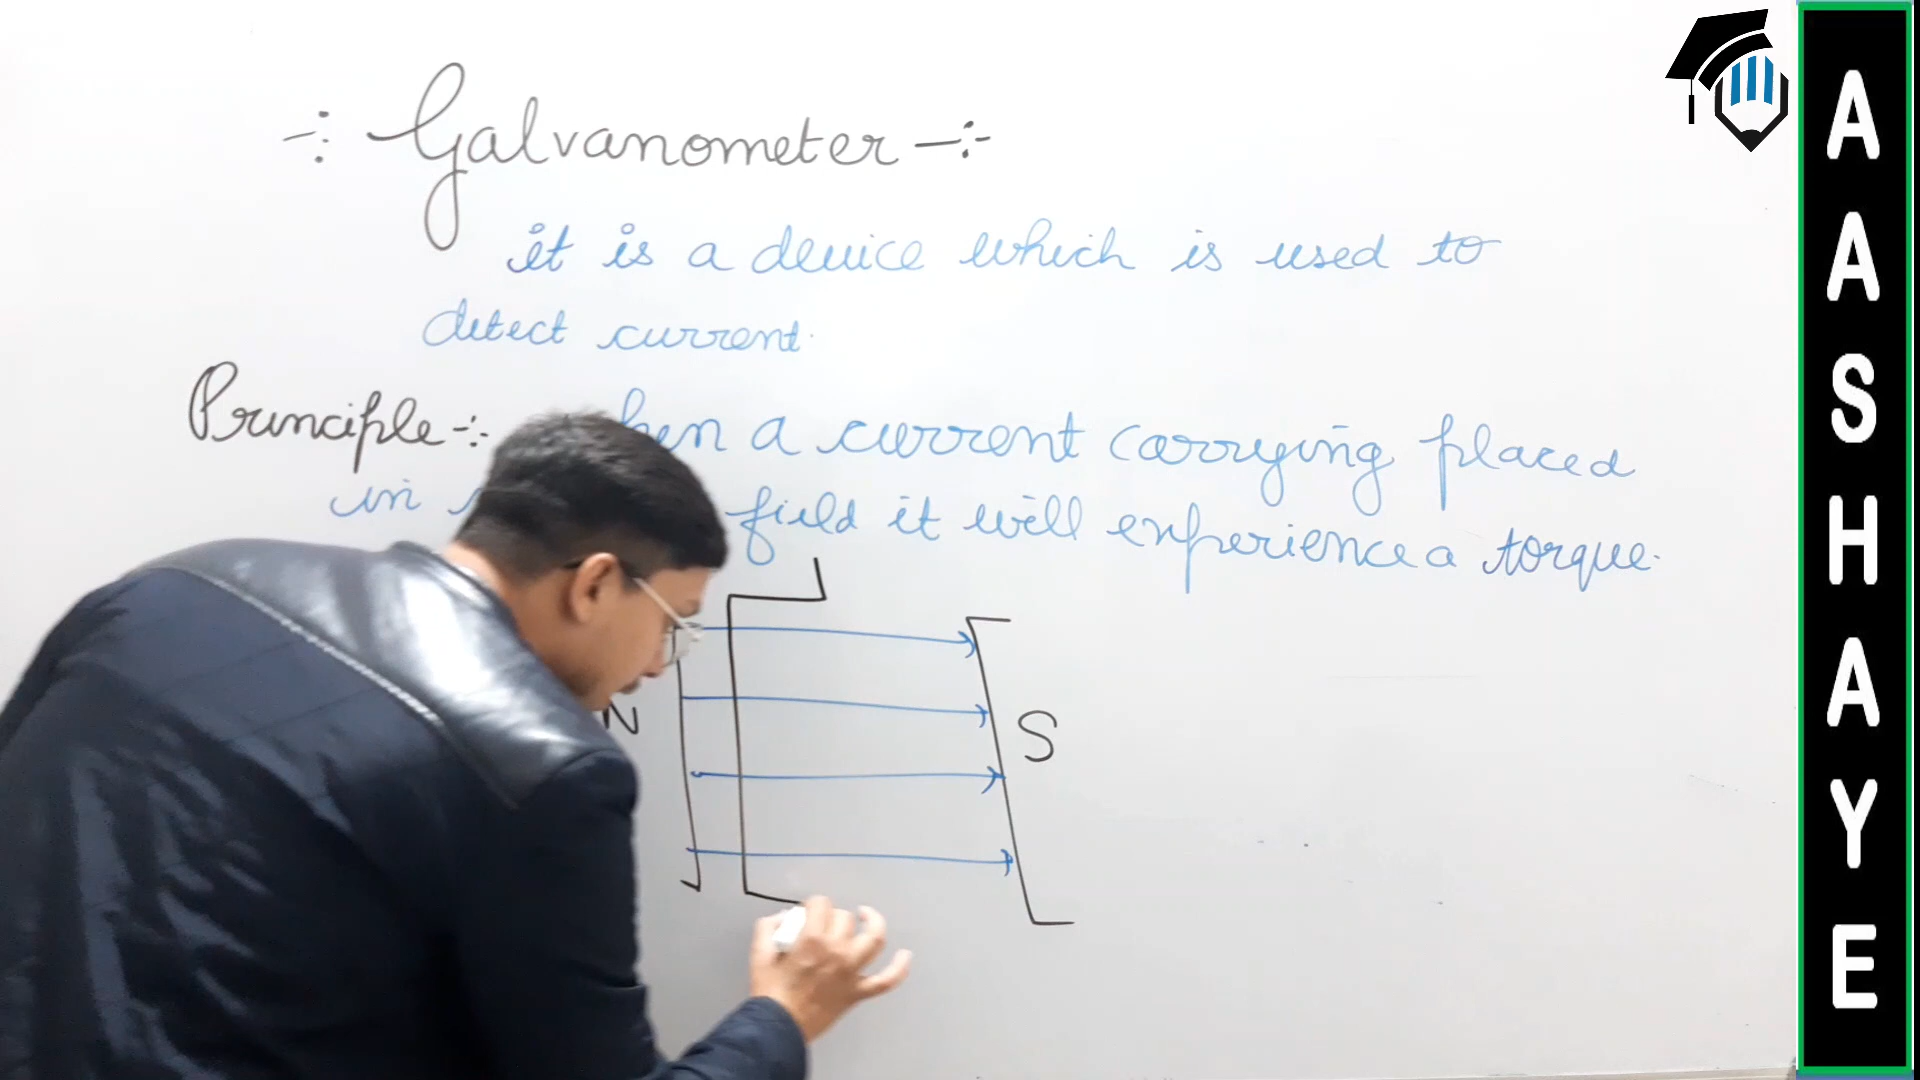 -:- Galvanometer -:-
it is a device which is used to
detect current.
Principle -:- when a current carrying placed
in field it will experience a torque.
N
S
AASHAYE